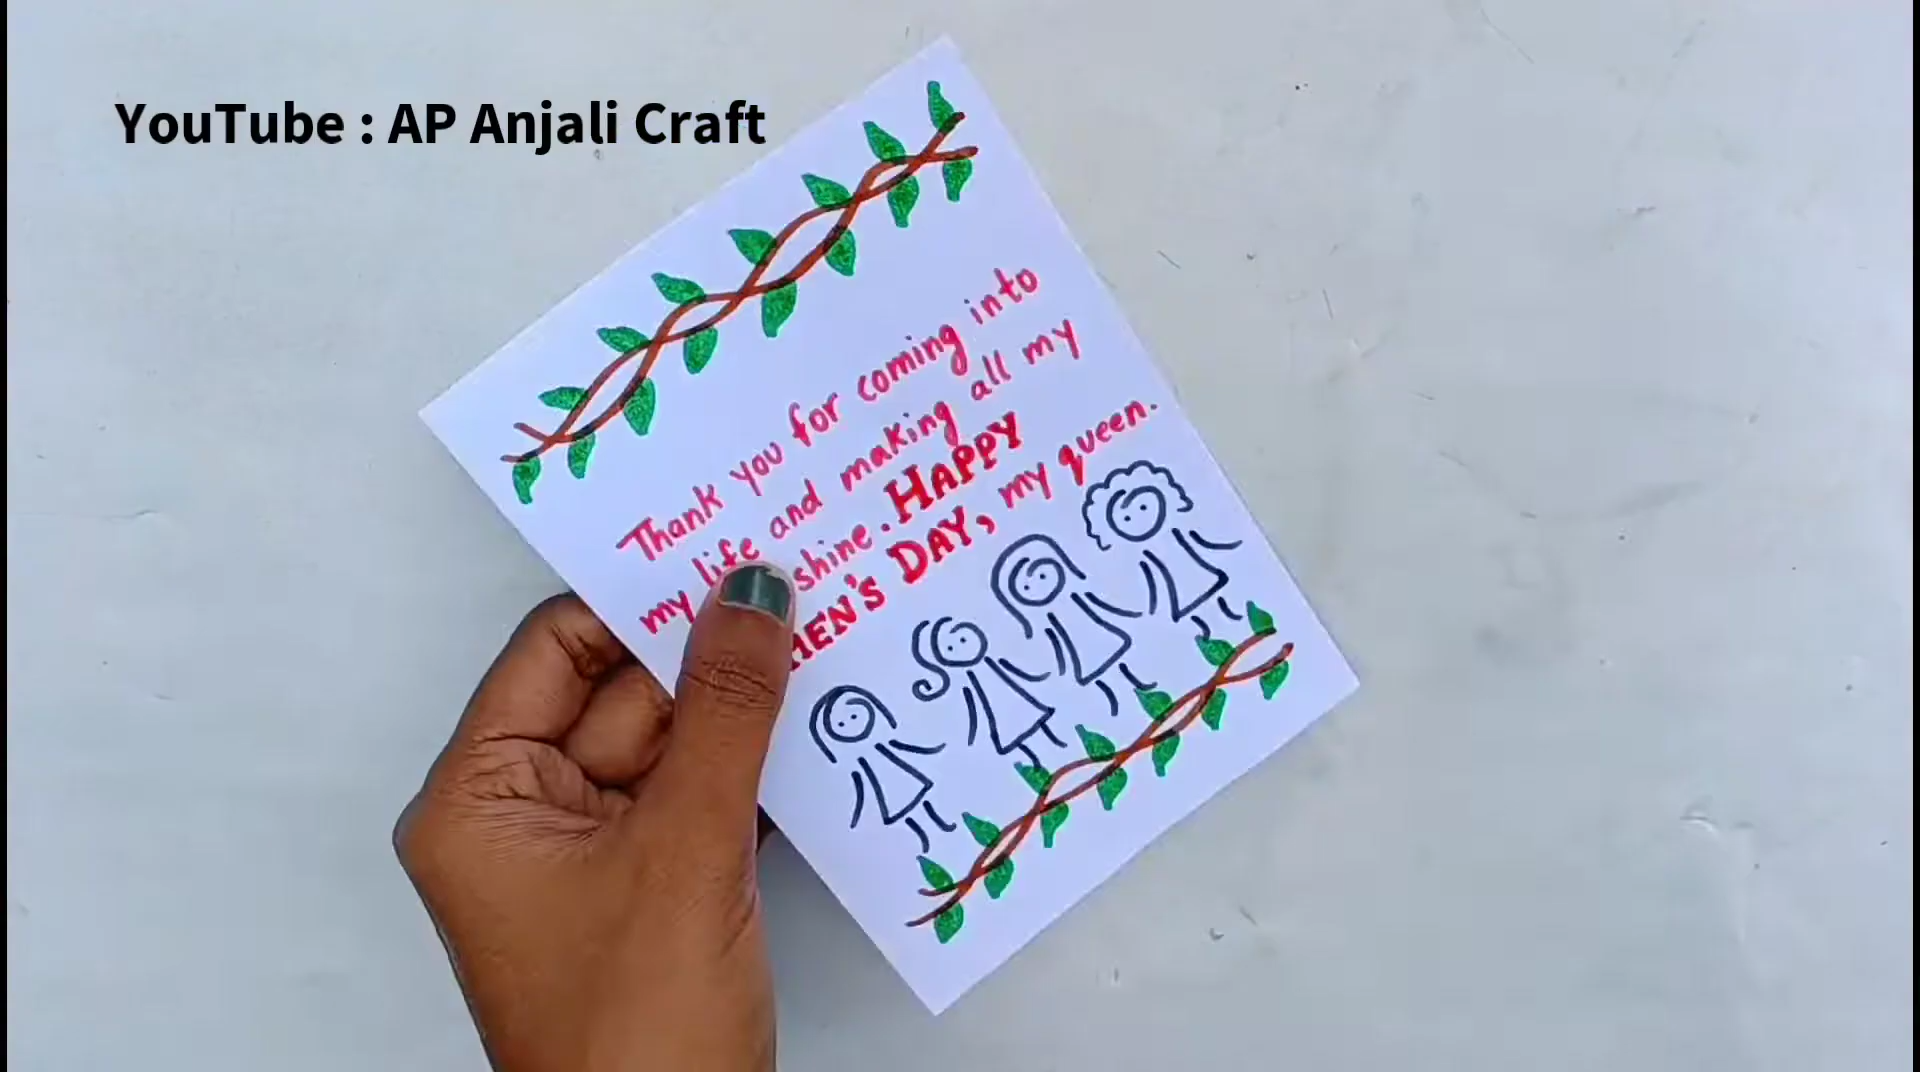 YouTube : AP Anjali Craft
Thank you for coming into
my life and making all my
shine. HAPPY
MEN'S DAY, my queen.